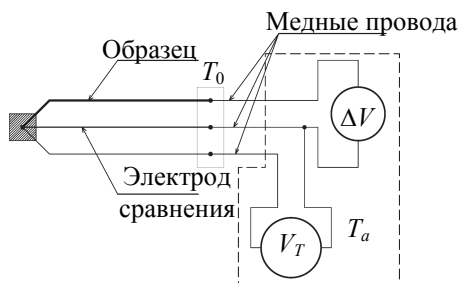 Медные провода
Образец
T0
ΔV
Электрод
сравнения
VT
Ta